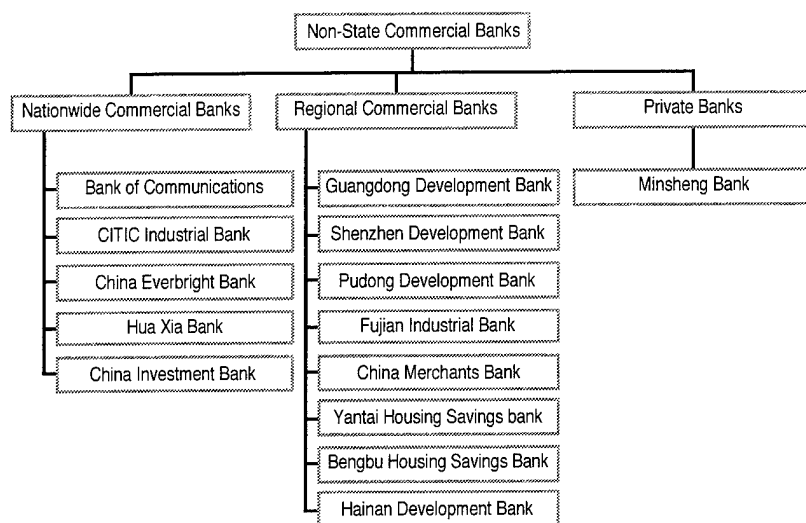 Non-State Commercial Banks
Nationwide Commercial Banks
Regional Commercial Banks
Private Banks
Bank of Communications
CITIC Industrial Bank
China Everbright Bank
Hua Xia Bank
China Investment Bank
Guangdong Development Bank
Shenzhen Development Bank
Pudong Development Bank
Fujian Industrial Bank
China Merchants Bank
Yantai Housing Savings bank
Bengbu Housing Savings Bank
Hainan Development Bank
Minsheng Bank